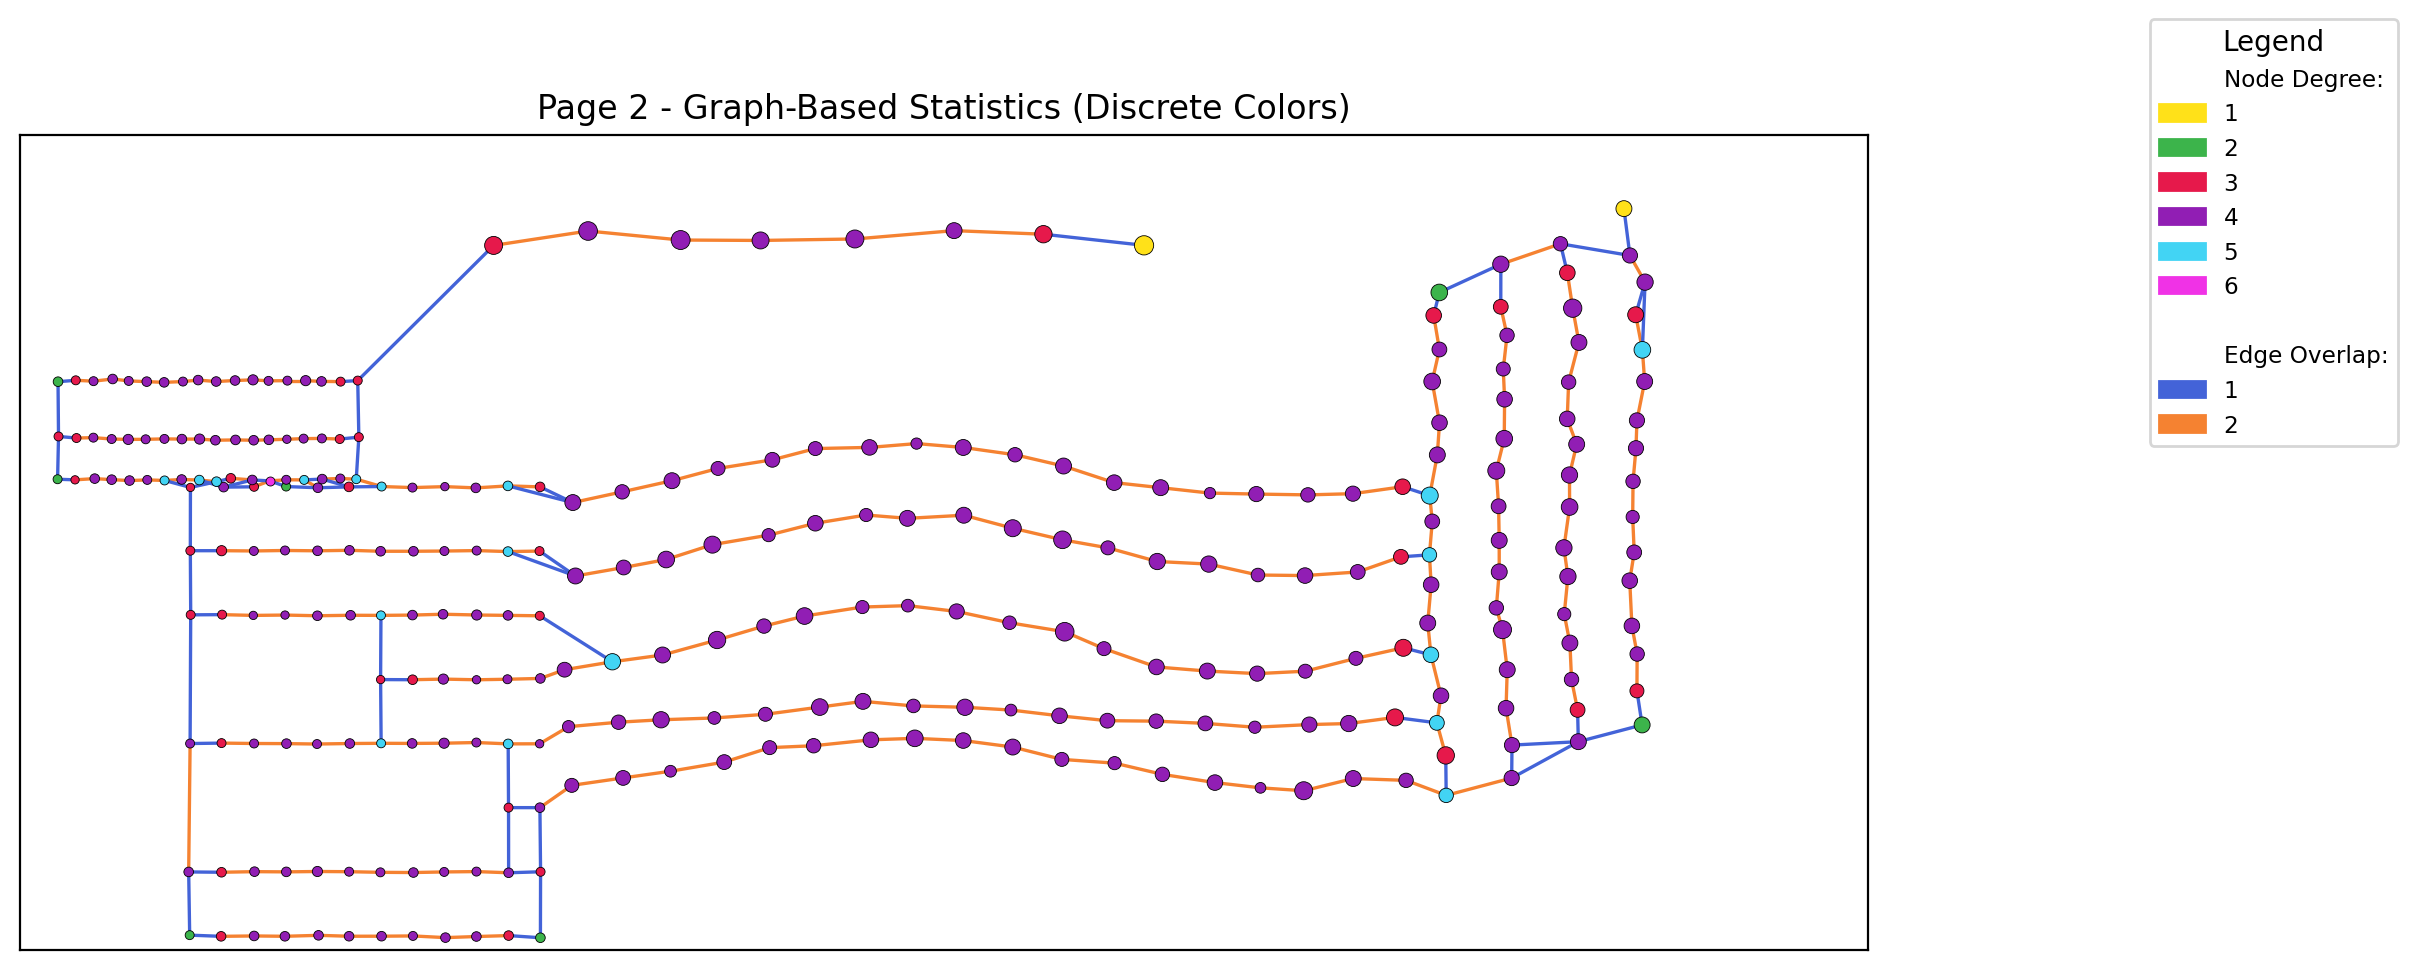 Page 2 - Graph-Based Statistics (Discrete Colors)
Legend
Node Degree:
1
2
3
4
5
6
Edge Overlap:
1
2